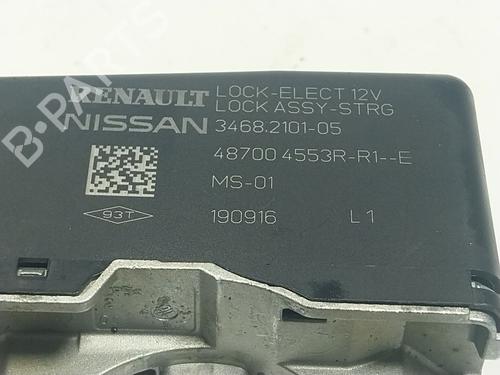 RENAULT LOCK-ELECT 12V
LOCK ASSY-STRG
NISSAN 3468.2101-05
48700 4553R-R1--E
MS-01
93T 190916 L1